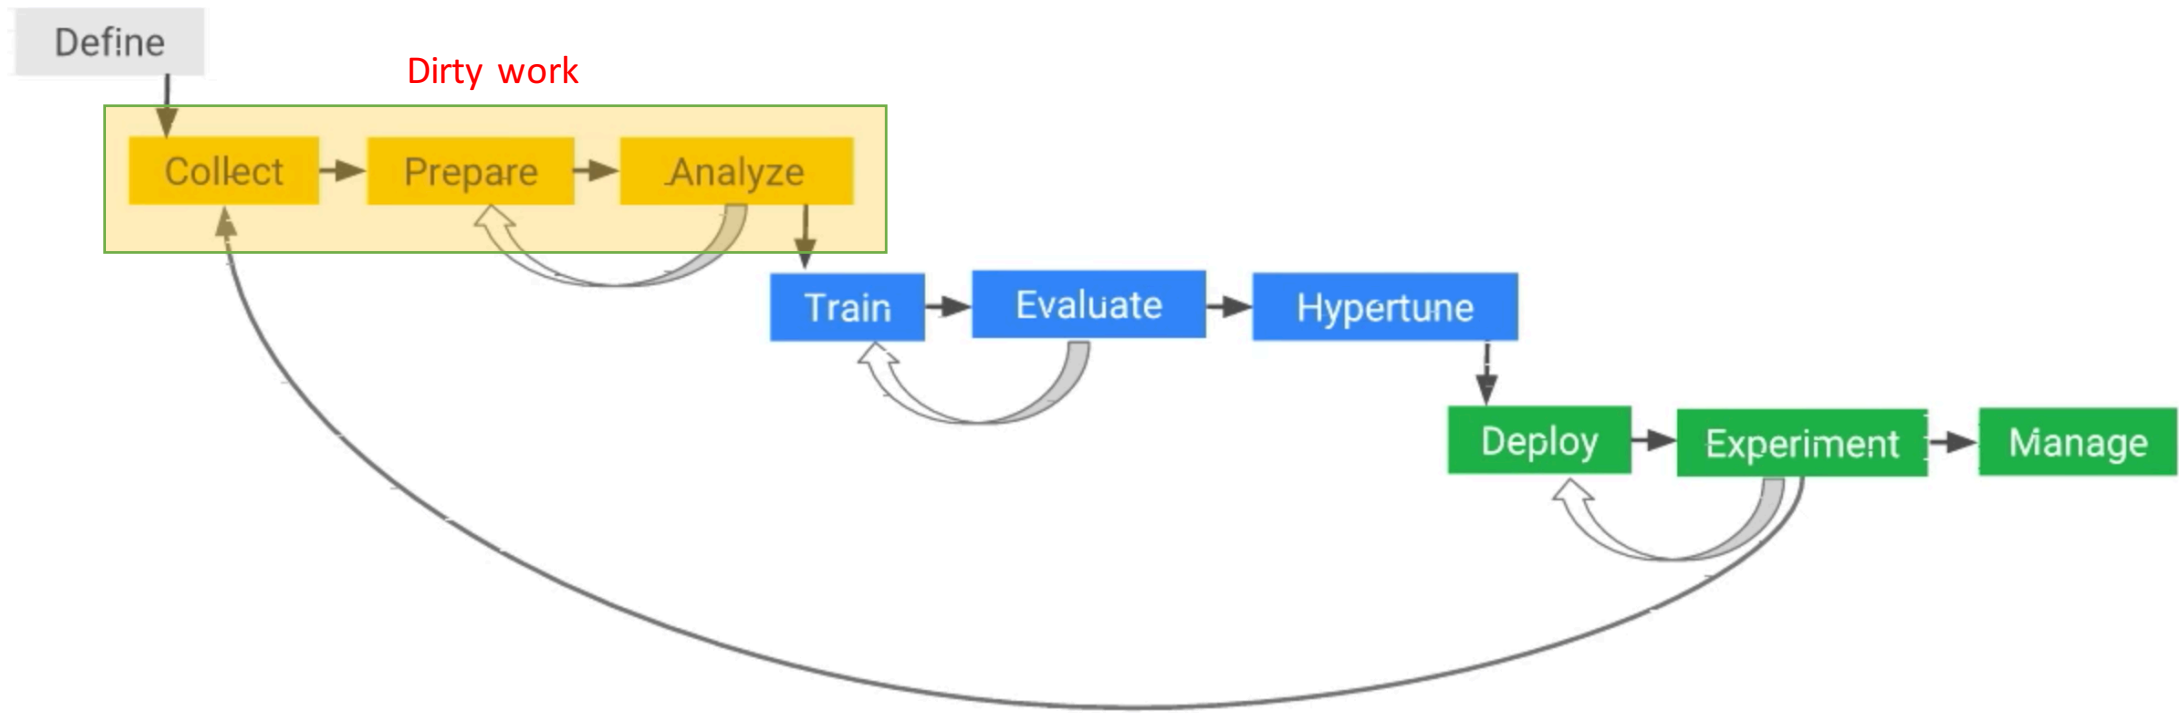 Define
Dirty work
Collect
Prepare
Analyze
Train
Evaluate
Hypertune
Deploy
Experiment
Manage